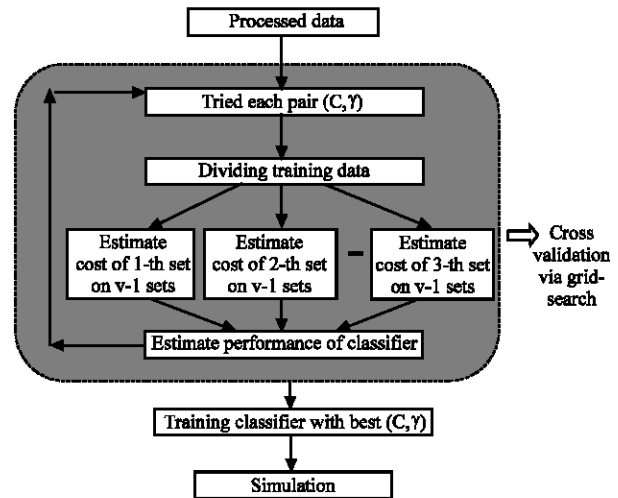 Processed data
Tried each pair (C,γ)
Dividing training data
Estimate
cost of 1-th set
on v-1 sets
Estimate
cost of 2-th set
on v-1 sets
Estimate
cost of 3-th set
on v-1 sets
Cross
validation
via grid-
search
Estimate performance of classifier
Training classifier with best (C,γ)
Simulation